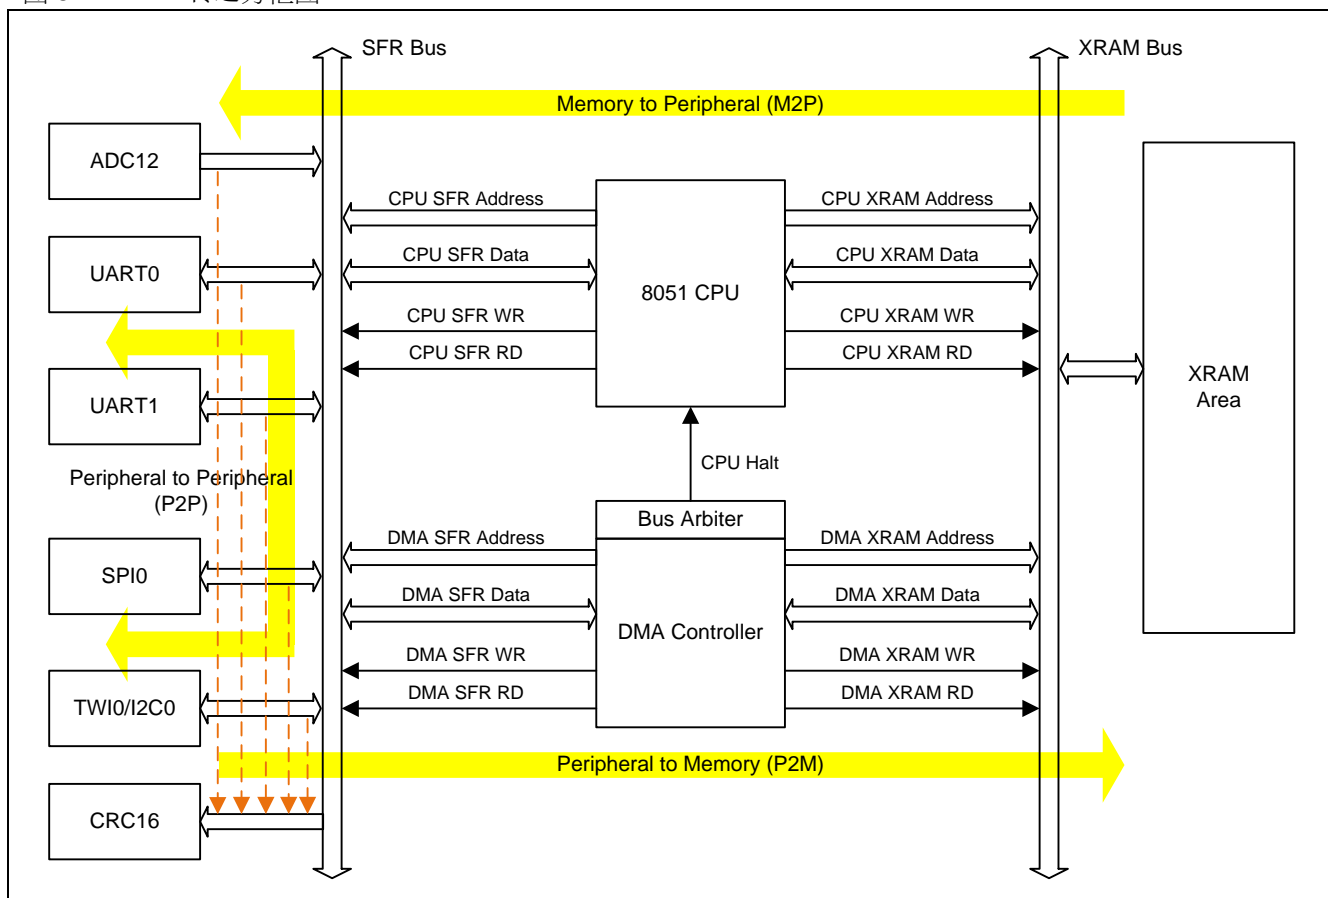 SFR Bus
XRAM Bus
Memory to Peripheral (M2P)
ADC12
CPU SFR Address
CPU XRAM Address
UART0
CPU SFR Data
CPU XRAM Data
8051 CPU
CPU SFR WR
CPU XRAM WR
CPU SFR RD
CPU XRAM RD
UART1
XRAM
Area
CPU Halt
Peripheral to Peripheral
(P2P)
Bus Arbiter
DMA SFR Address
DMA XRAM Address
SPI0
DMA SFR Data
DMA XRAM Data
DMA Controller
DMA SFR WR
DMA XRAM WR
DMA SFR RD
DMA XRAM RD
TWI0/I2C0
Peripheral to Memory (P2M)
CRC16